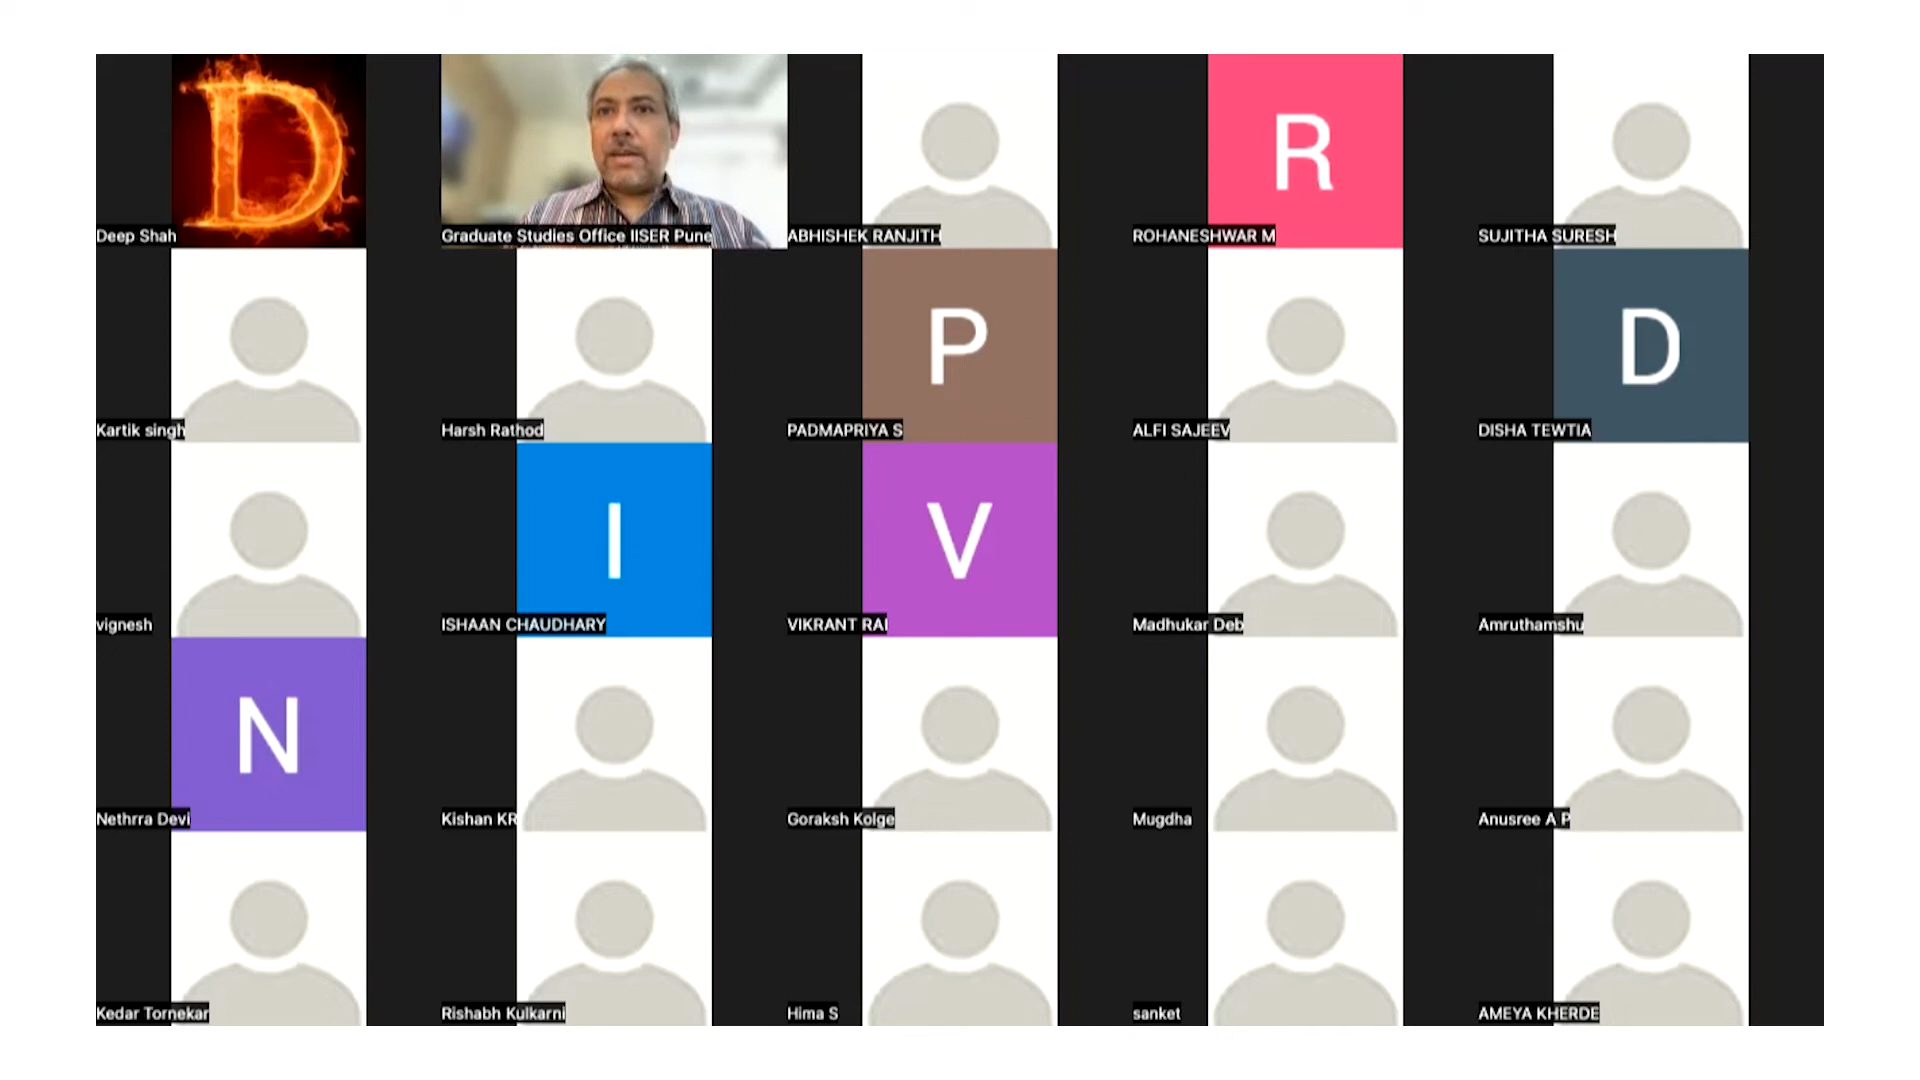 D
Deep Shah
Graduate Studies Office IISER Pune
ABHISHEK RANJITH
R
ROHANESHWAR M
SUJITHA SURESH
Kartik singh
Harsh Rathod
P
PADMAPRIYA S
ALFI SAJEEV
D
DISHA TEWTIA
vignesh
I
ISHAAN CHAUDHARY
V
VIKRANT RAI
Madhukar Deb
Amruthamshu
N
Nethrra Devi
Kishan KR
Goraksh Kolge
Mugdha
Anusree A P
Kedar Tornekar
Rishabh Kulkarni
Hima S
sanket
AMEYA KHERDE